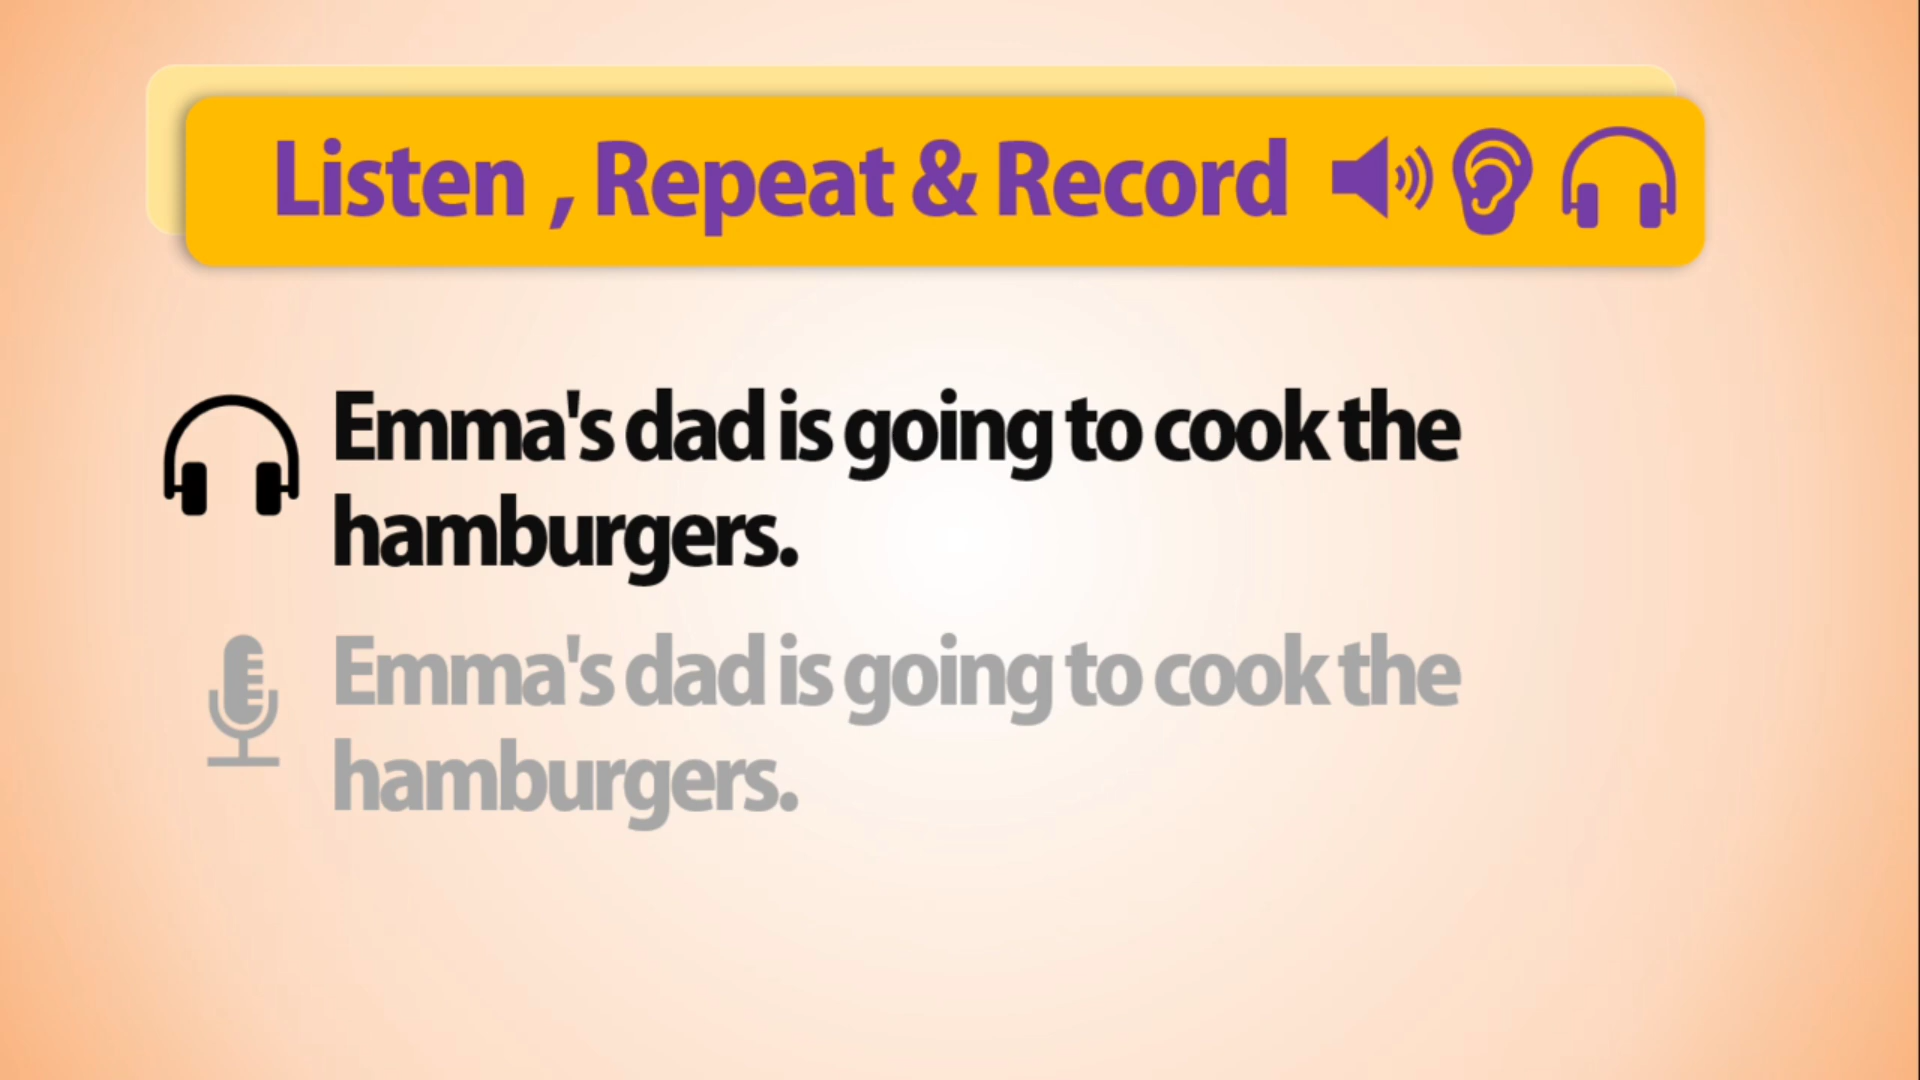 Listen , Repeat & Record
Emma's dad is going to cook the
hamburgers.
Emma's dad is going to cook the
hamburgers.